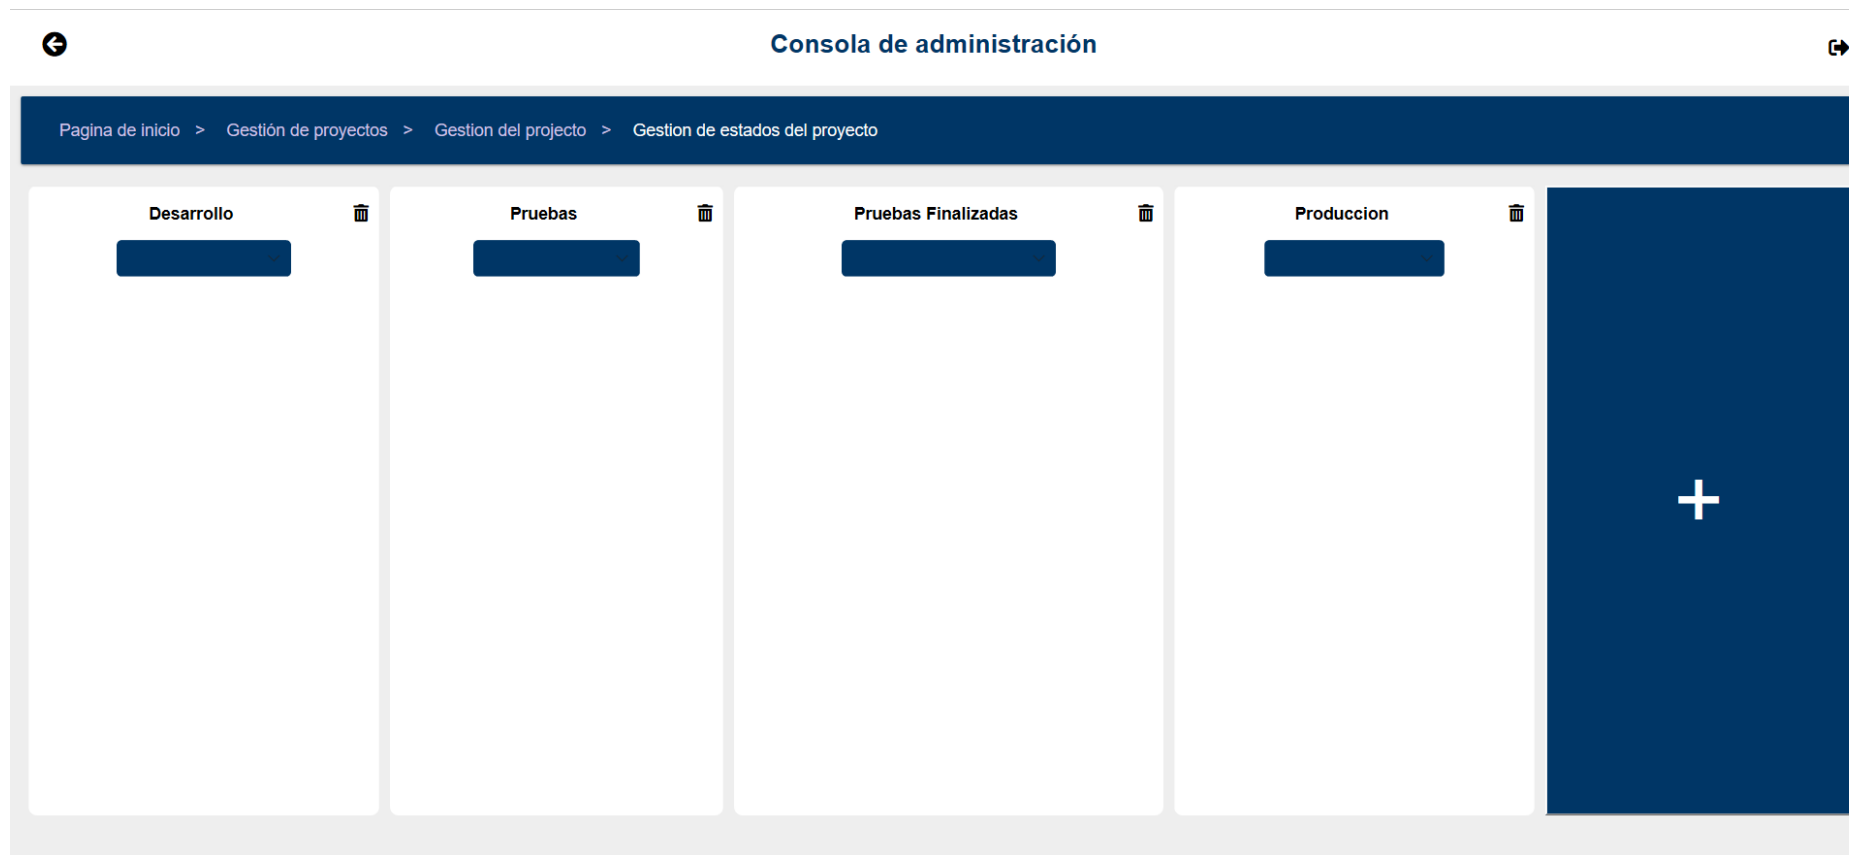 Consola de administración
Pagina de inicio > Gestión de proyectos > Gestion del projecto > Gestion de estados del proyecto
Desarrollo
Pruebas
Pruebas Finalizadas
Produccion
+